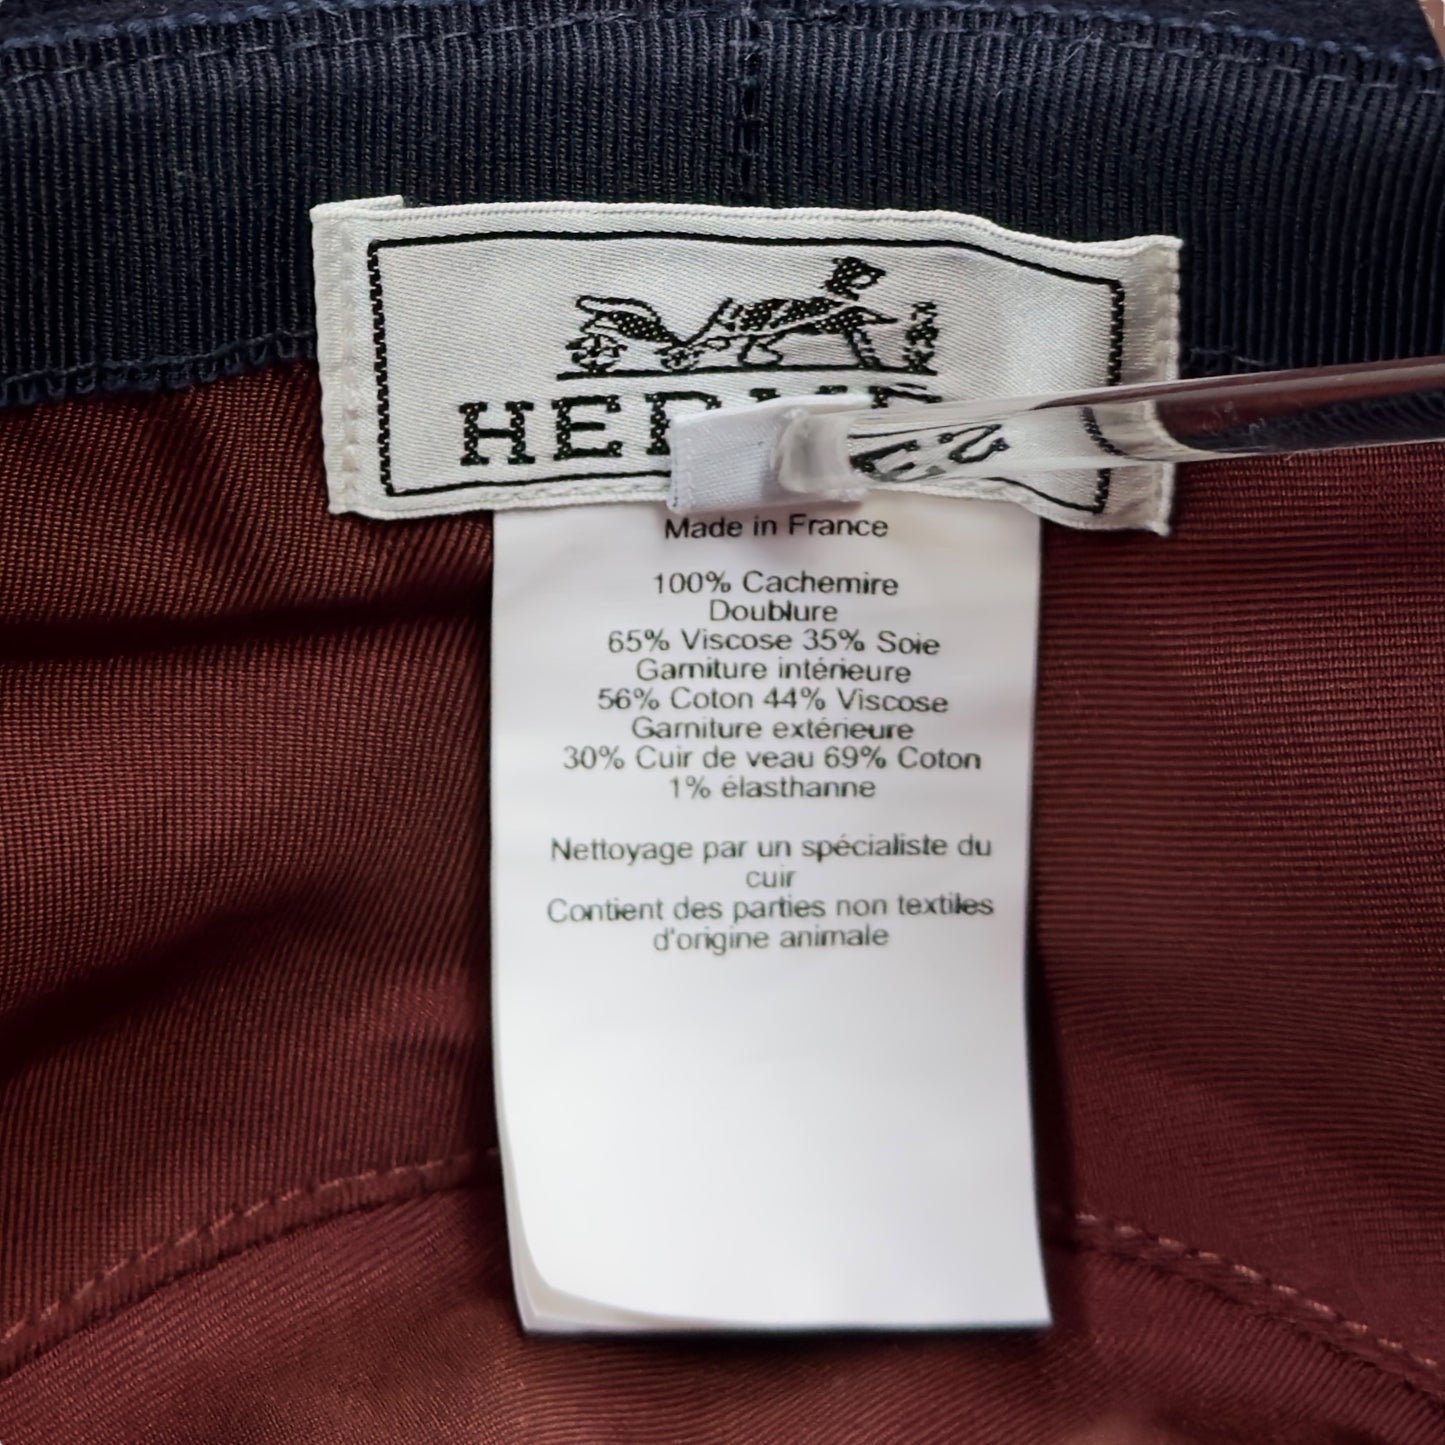 HERMES
Made in France
100% Cachemire
Doublure
65% Viscose 35% Soie
Garniture intérieure
56% Coton 44% Viscose
Garniture extérieure
30% Cuir de veau 69% Coton
1% élasthanne
Nettoyage par un spécialiste du
cuir
Contient des parties non textiles
d'origine animale